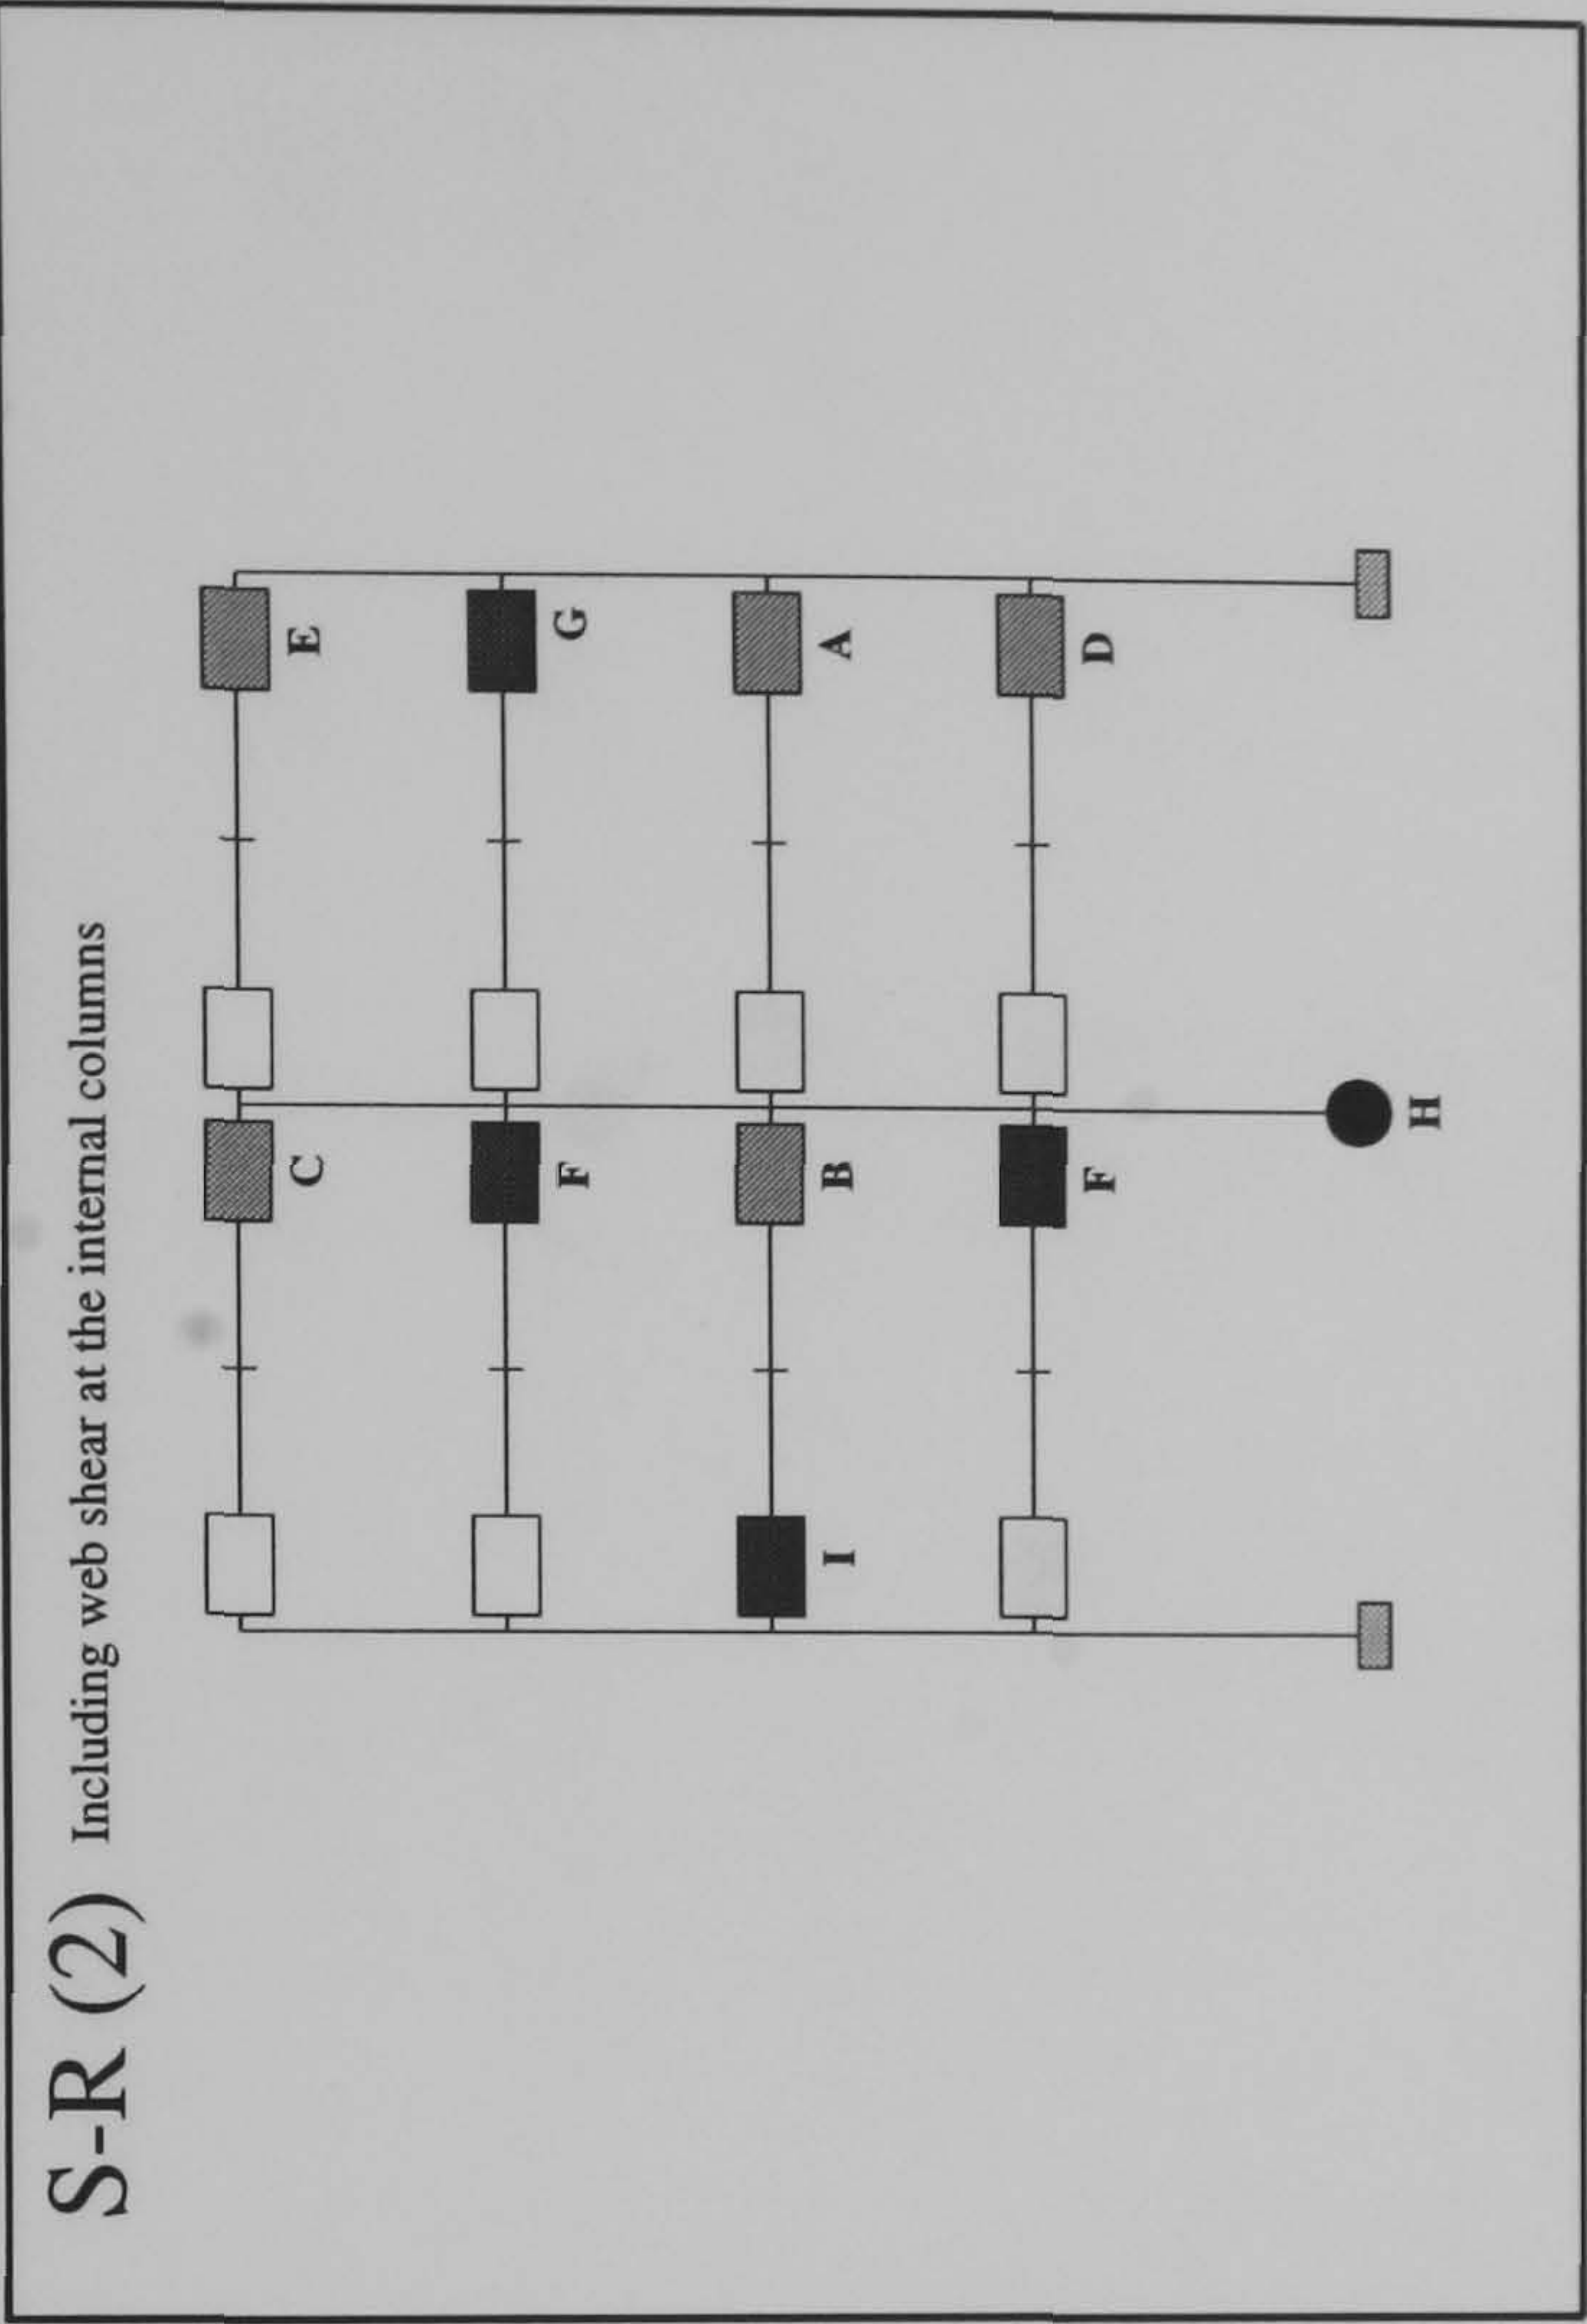 S-R (2) Including web shear at the internal columns
C E
F G
I B A
F D
H